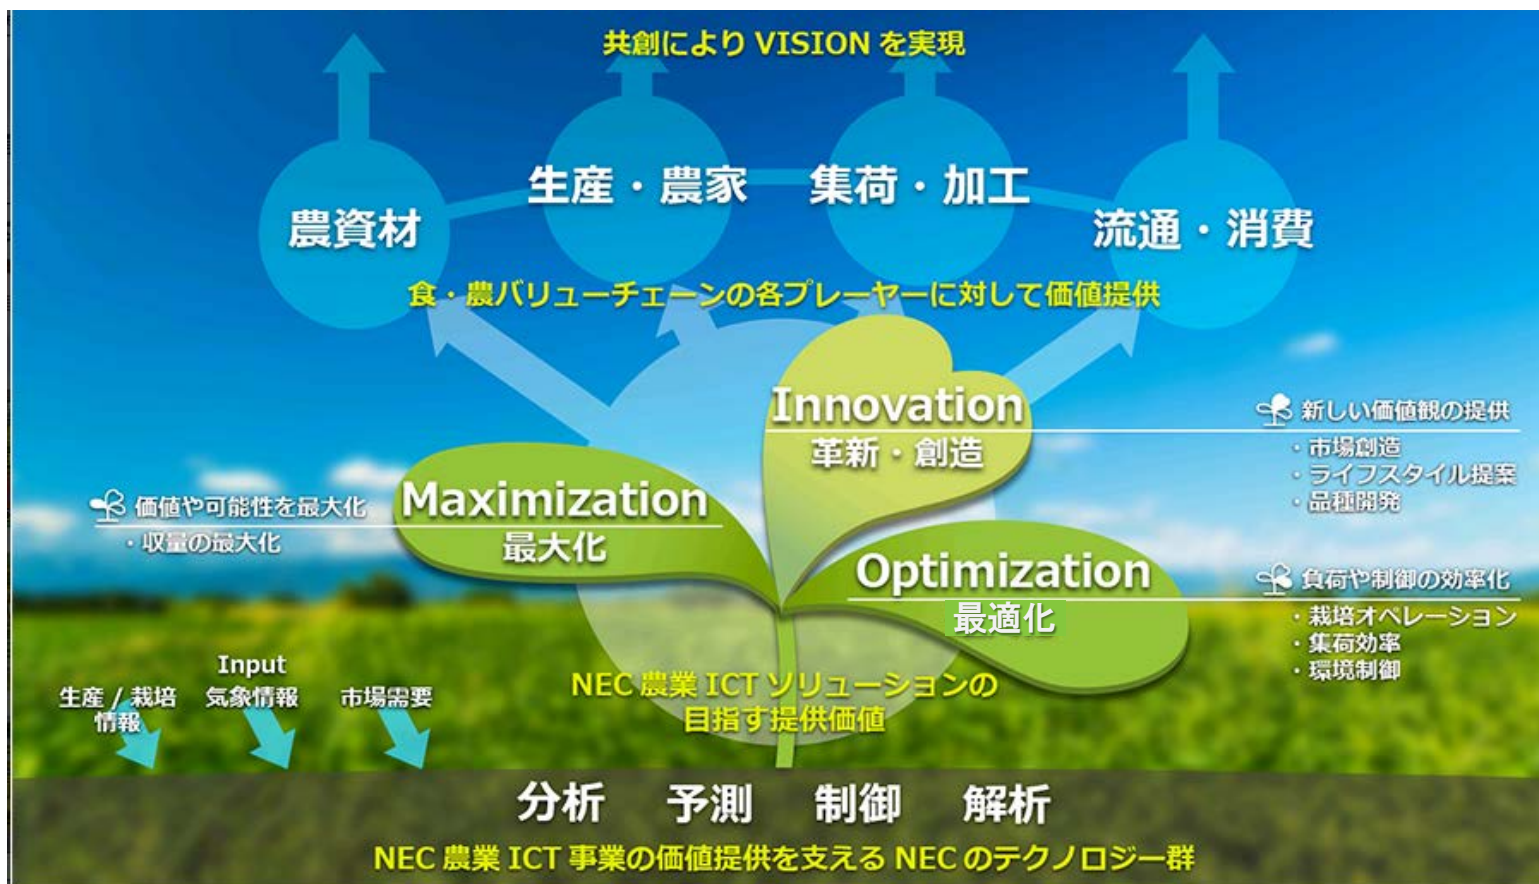 共創により VISION を実現
農資材
生産・農家
集荷・加工
流通・消費
食・農バリューチェーンの各プレーヤーに対して価値提供
Innovation
革新・創造
新しい価値観の提供
・市場創造
・ライフスタイル提案
・品種開発
Maximization
最大化
価値や可能性を最大化
・収量の最大化
Optimization
最適化
負荷や制御の効率化
・栽培オペレーション
・集荷効率
・環境制御
Input
生産 / 栽培
情報
気象情報
市場需要
NEC 農業 ICT ソリューションの
目指す提供価値
分析 予測 制御 解析
NEC 農業 ICT 事業の価値提供を支える NEC のテクノロジー群